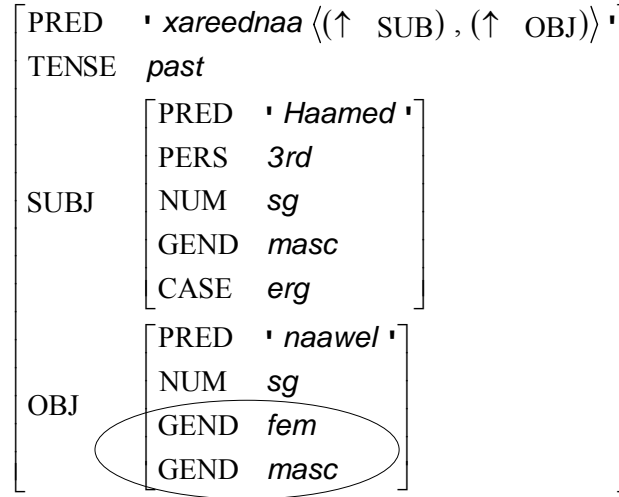 PRED ' xareednaa ⟨(↑ SUB) , (↑ OBJ)⟩ '
TENSE past
PRED ' Haamed '
PERS 3rd
SUBJ NUM sg
GEND masc
CASE erg
PRED ' naawel '
NUM sg
OBJ GEND fem
GEND masc